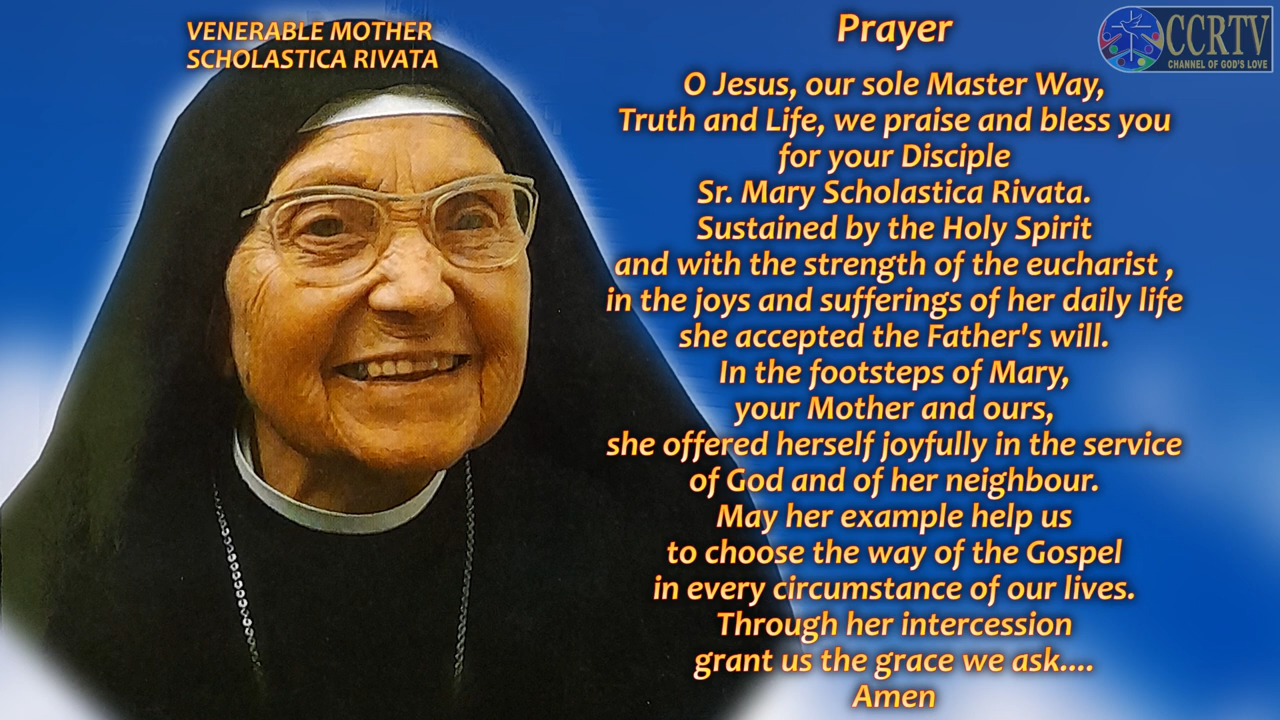 VENERABLE MOTHER
SCHOLASTICA RIVATA
Prayer
O Jesus, our sole Master Way,
Truth and Life, we praise and bless you
for your Disciple
Sr. Mary Scholastica Rivata.
Sustained by the Holy Spirit
and with the strength of the eucharist ,
in the joys and sufferings of her daily life
she accepted the Father's will.
In the footsteps of Mary,
your Mother and ours,
she offered herself joyfully in the service
of God and of her neighbour.
May her example help us
to choose the way of the Gospel
in every circumstance of our lives.
Through her intercession
grant us the grace we ask....
Amen
CCRTV
CHANNEL OF GOD'S LOVE